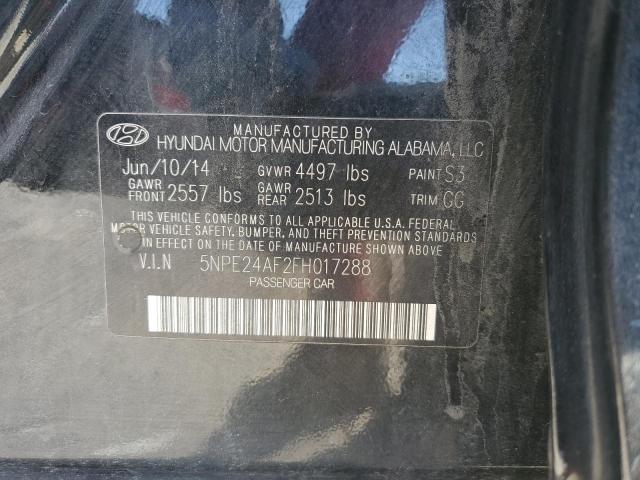 MANUFACTURED BY
HYUNDAI MOTOR MANUFACTURING ALABAMA, LLC
Jun/10/14 GVWR 4497 lbs PAINT S3
GAWR FRONT 2557 lbs GAWR REAR 2513 lbs TRIM GG
THIS VEHICLE CONFORMS TO ALL APPLICABLE U.S.A. FEDERAL
MOTOR VEHICLE SAFETY, BUMPER, AND THEFT PREVENTION STANDARDS
IN EFFECT ON THE DATE OF MANUFACTURE SHOWN ABOVE.
V.I.N 5NPE24AF2FH017288
PASSENGER CAR